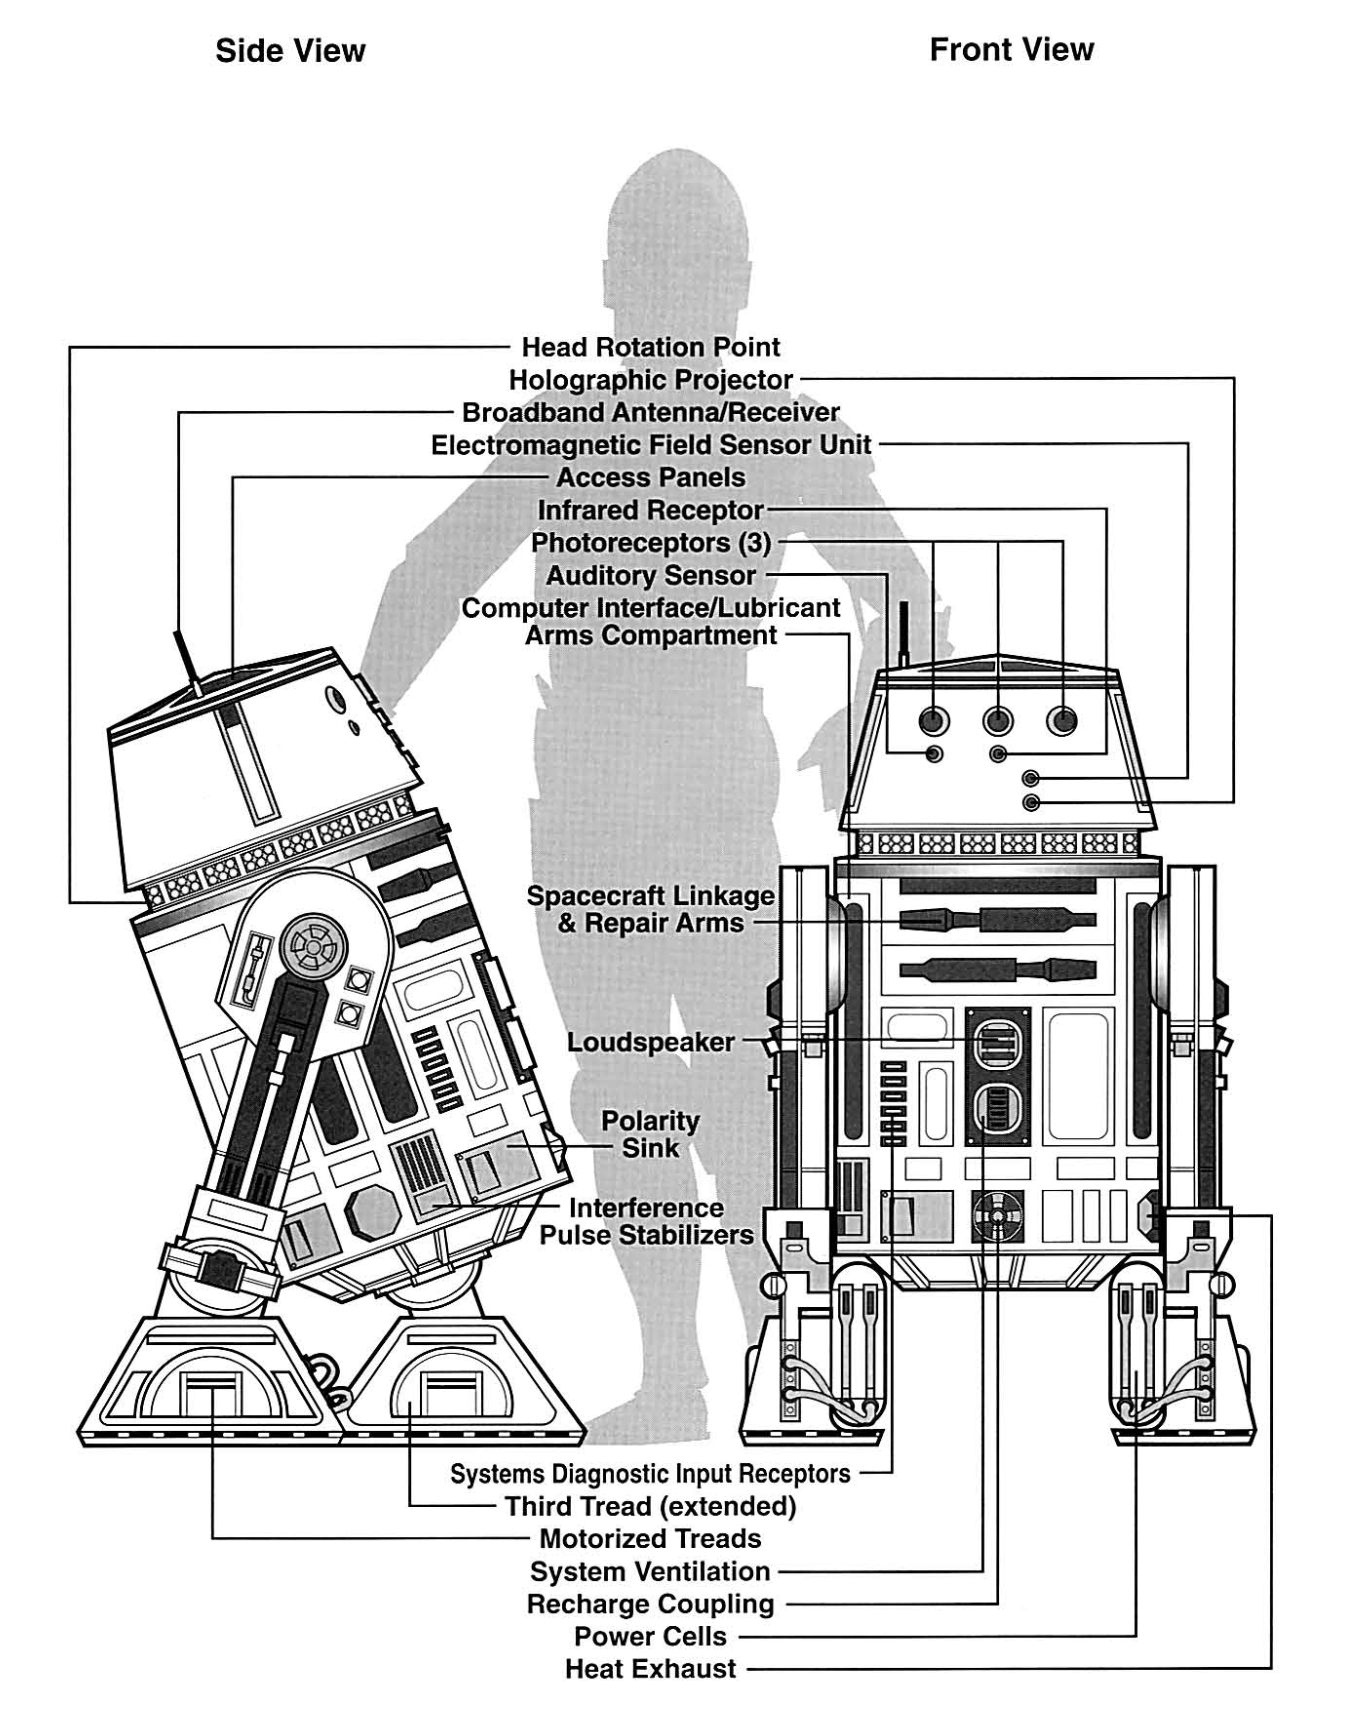 Side View
Front View
Head Rotation Point
Holographic Projector
Broadband Antenna/Receiver
Electromagnetic Field Sensor Unit
Access Panels
Infrared Receptor
Photoreceptors (3)
Auditory Sensor
Computer Interface/Lubricant
Arms Compartment
Spacecraft Linkage
& Repair Arms
Loudspeaker
Polarity
Sink
Interference
Pulse Stabilizers
Systems Diagnostic Input Receptors
Third Tread (extended)
Motorized Treads
System Ventilation
Recharge Coupling
Power Cells
Heat Exhaust